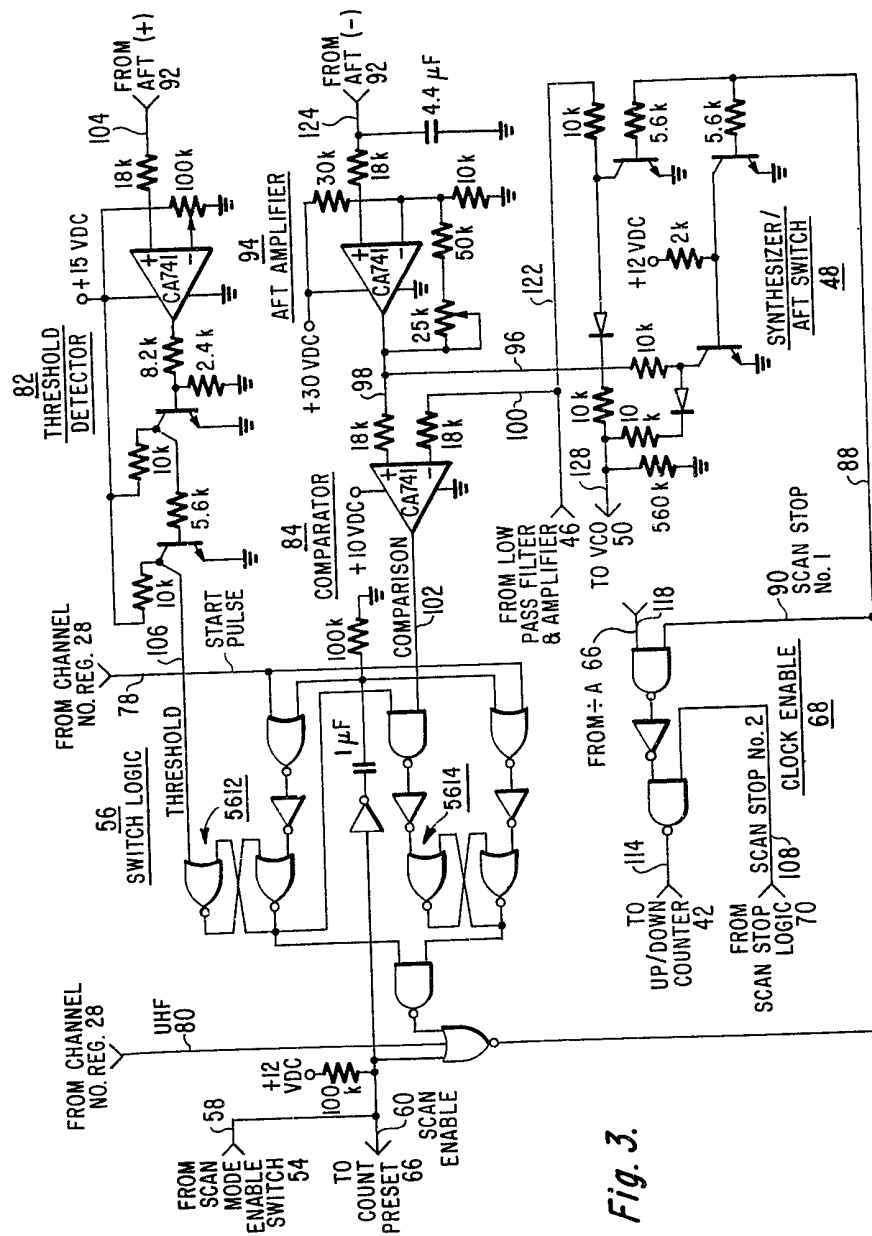 FROM CHANNEL
NO. REG. 28
UHF
80
FROM
SCAN
MODE
ENABLE
SWITCH
54
58
+12
VDC
100
k
TO
COUNT
PRESET
66
60
SCAN
ENABLE
Fig. 3.
56
SWITCH LOGIC
THRESHOLD
5612
5614
1 µF
FROM CHANNEL
NO. REG. 28
78
106
START
PULSE
10k
10k
5.6k
82
THRESHOLD
DETECTOR
8.2k
2.4k
+15 VDC
CA741
+
−
18k
100k
104
FROM
AFT (+)
92
84
COMPARATOR
100k
+10 VDC
COMPARISON
102
CA741
+
−
18k
18k
98
100
96
94
AFT AMPLIFIER
+30 VDC
CA741
+
−
30k
18k
124
FROM
AFT (−)
92
4.4 µF
25k
50k
10k
122
FROM LOW
PASS FILTER
& AMPLIFIER
46
TO VCO
50
128
560k
10k
10
k
10k
+12 VDC
2k
10k
5.6k
5.6k
SYNTHESIZER/
AFT SWITCH
48
88
FROM ÷ A 66
118
90
SCAN STOP
No. 1
TO
UP/DOWN
COUNTER
42
114
FROM
SCAN STOP
LOGIC
70
108
SCAN STOP No. 2
CLOCK ENABLE
68